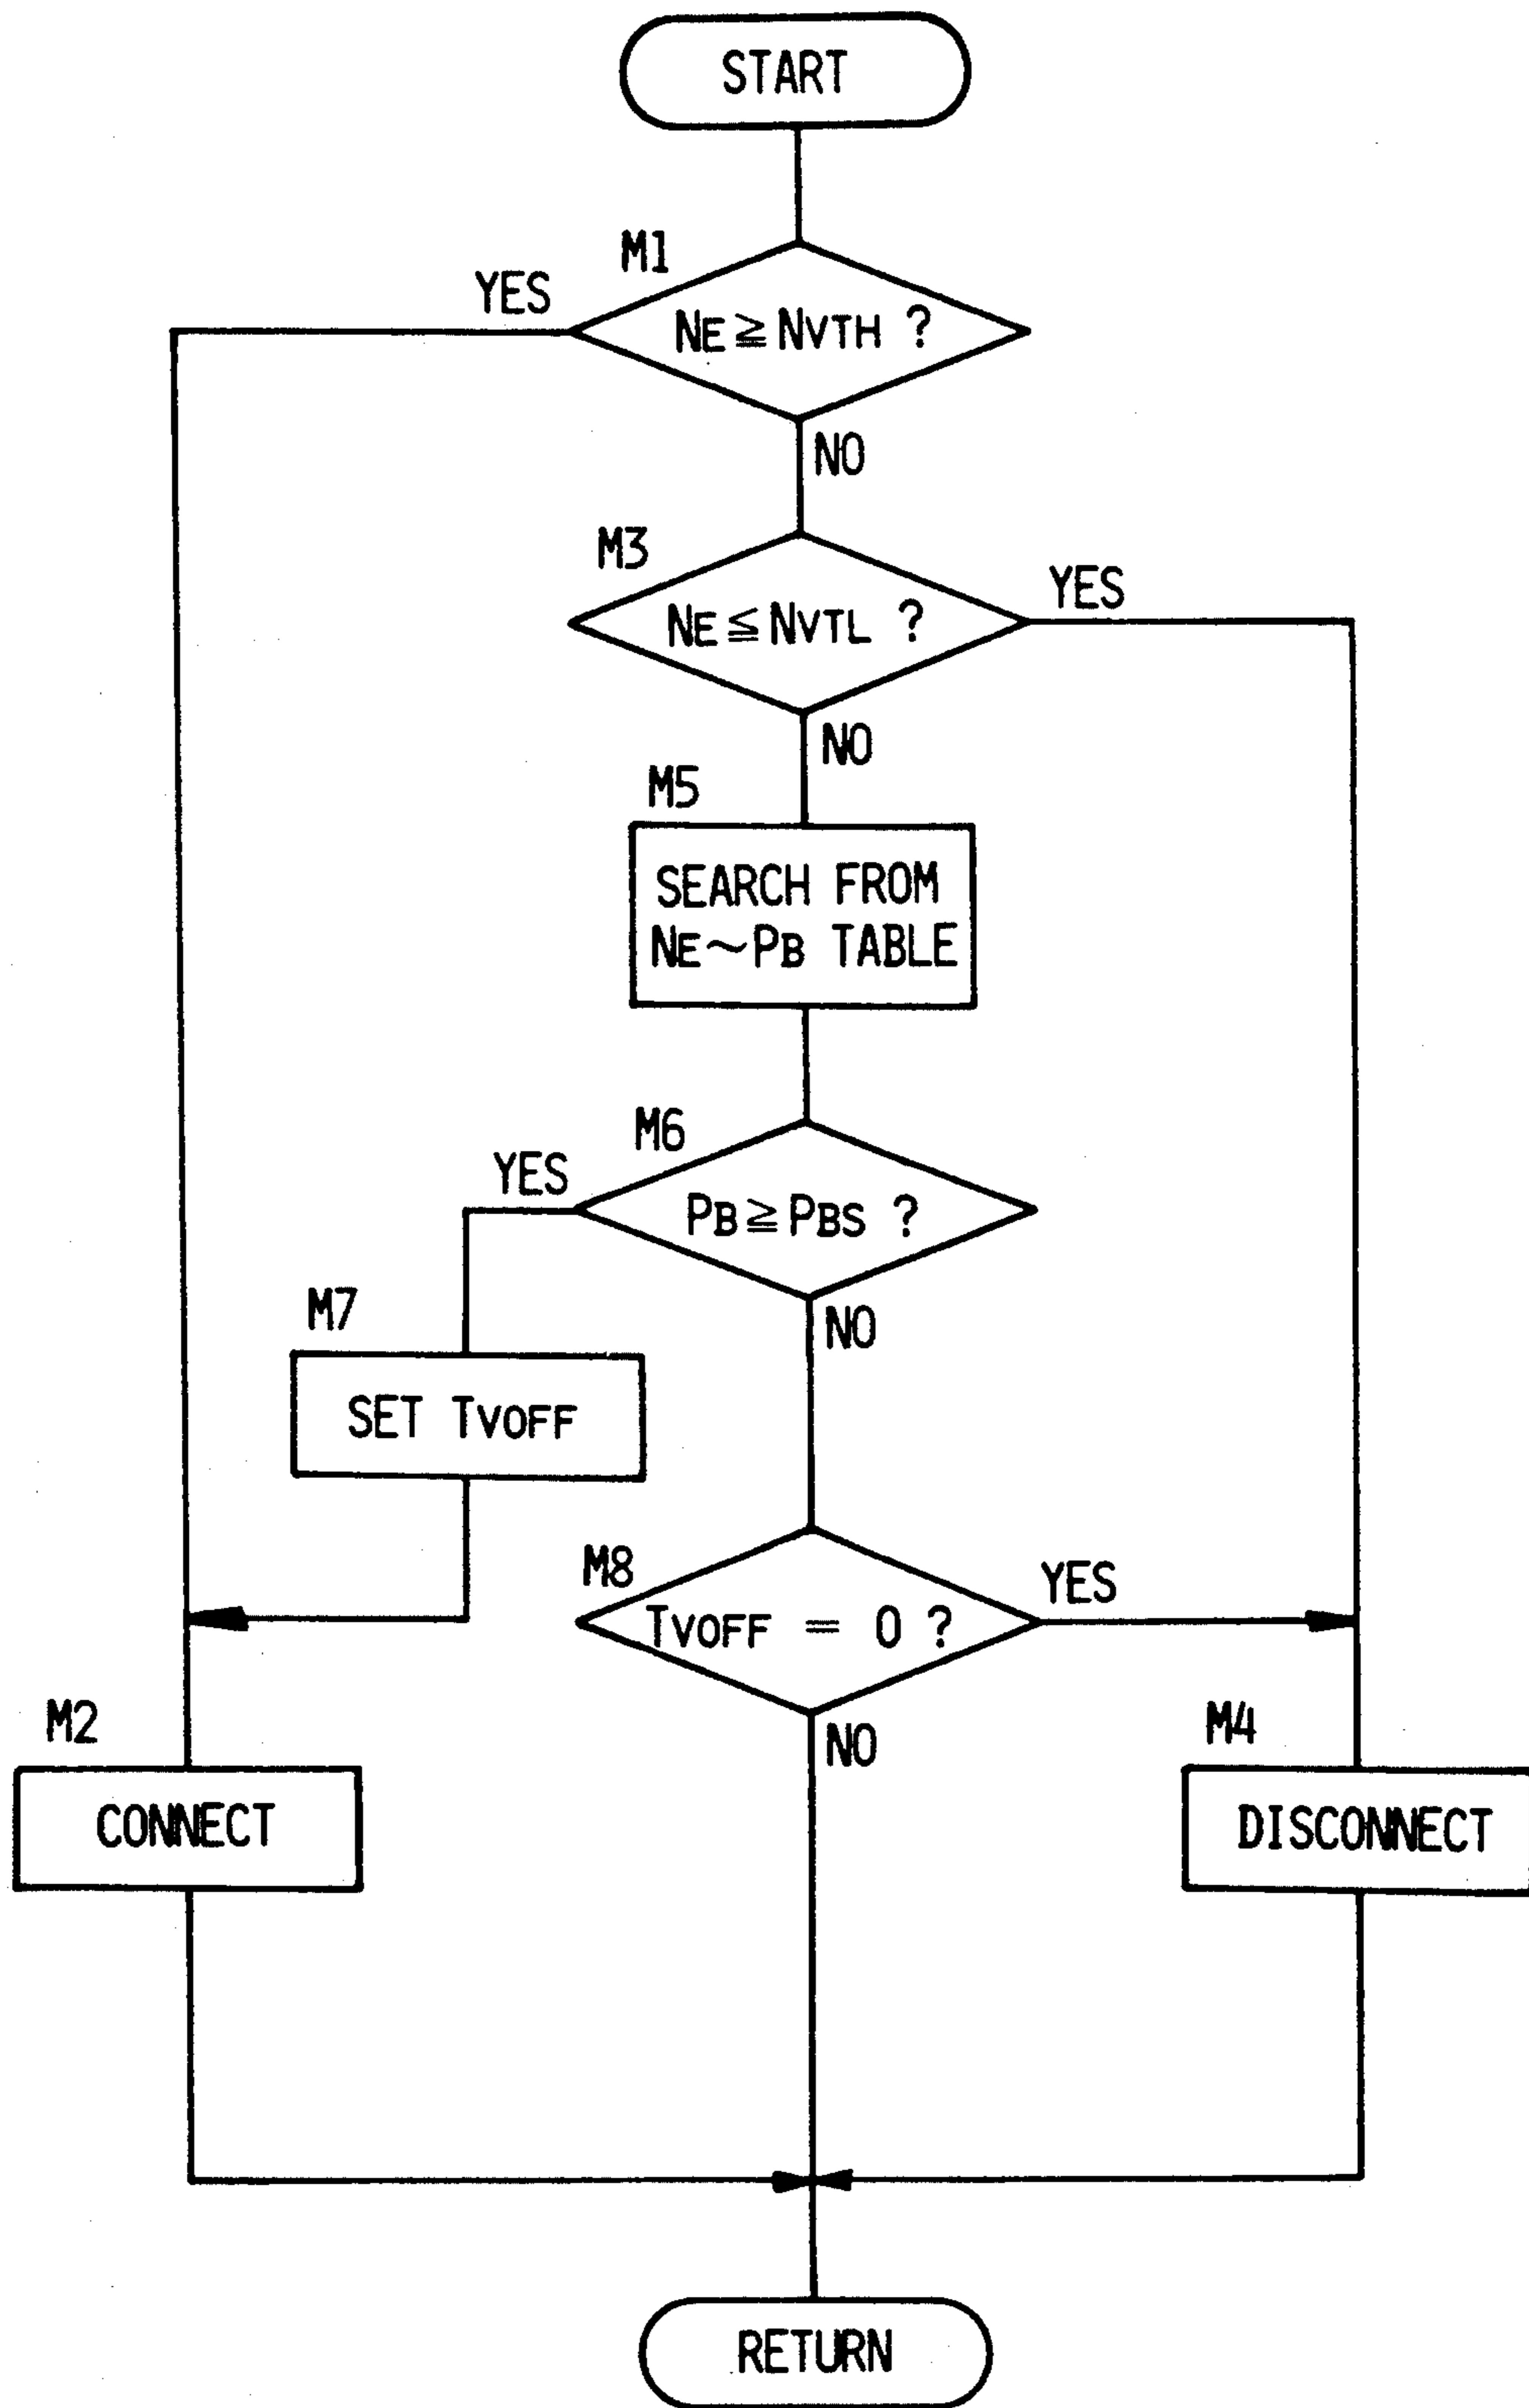 START
M1
YES
NE ≧ NVTH ?
NO
M3
YES
NE ≦ NVTL ?
NO
M5
SEARCH FROM
NE~PB TABLE
M6
YES
PB ≧ PBS ?
NO
M7
SET TVOFF
M8
YES
TVOFF = 0 ?
NO
M2
CONNECT
M4
DISCONNECT
RETURN